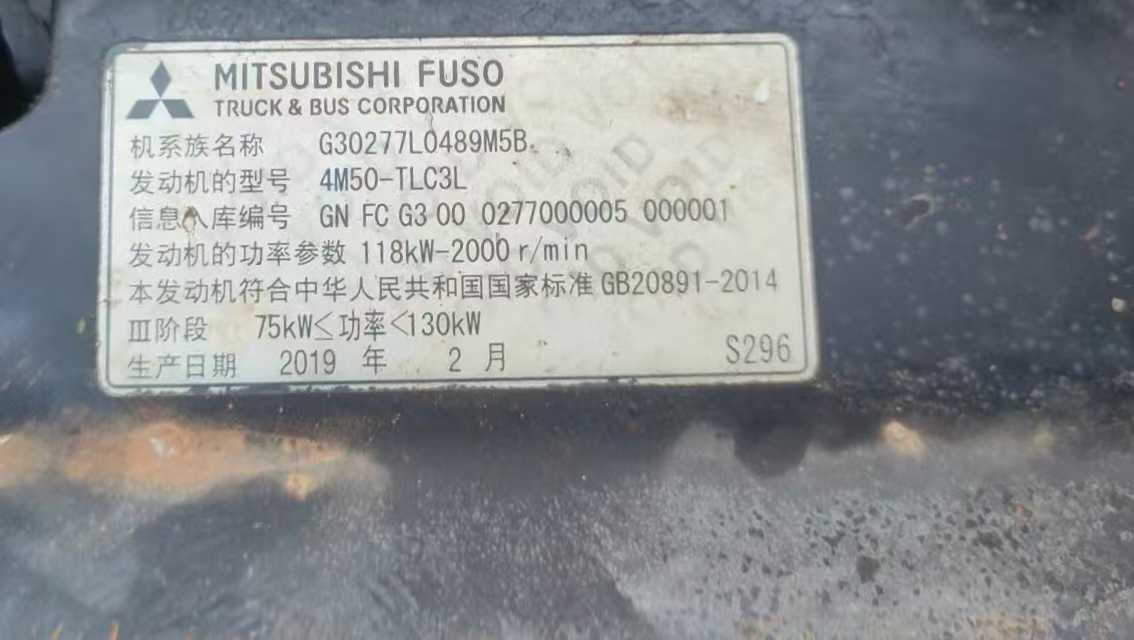 MITSUBISHI FUSO
TRUCK & BUS CORPORATION
机系族名称 G30277L0489M5B
发动机的型号 4M50-TLC3L
信息入库编号 GN FC G3 00 0277000005 000001
发动机的功率参数 118kW-2000 r/min
本发动机符合中华人民共和国国家标准 GB20891-2014
III阶段 75kW≤功率<130kW
生产日期 2019 年 2 月 S296
VOID
VOID
VOID